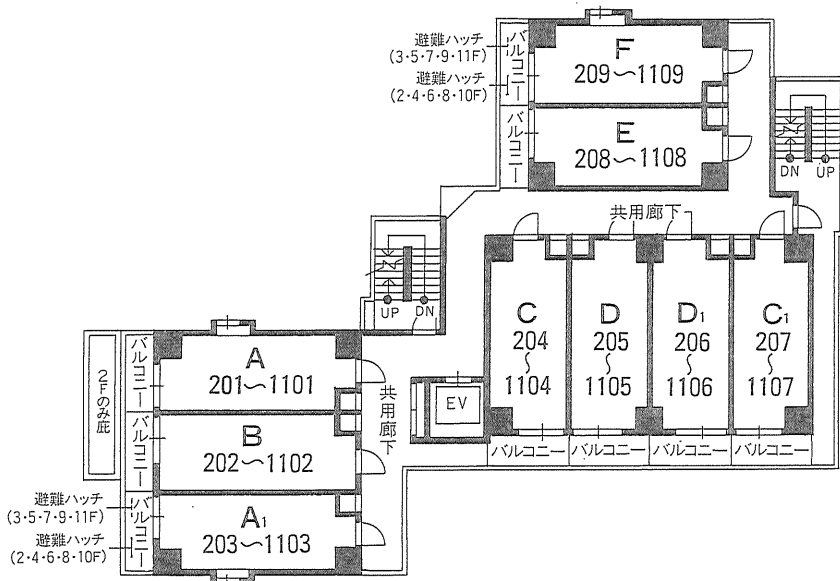 避難ハッチ
(3・5・7・9・11F)
避難ハッチ
(2・4・6・8・10F)
バルコニー
F
209〜1109
バルコニー
E
208〜1108
DN UP
共用廊下
UP DN
C
204
〜
1104
D
205
〜
1105
D1
206
〜
1106
C1
207
〜
1107
バルコニー
バルコニー
バルコニー
バルコニー
EV
共用廊下
2Fのみ庇
バルコニー
A
201〜1101
バルコニー
B
202〜1102
バルコニー
A1
203〜1103
避難ハッチ
(3・5・7・9・11F)
避難ハッチ
(2・4・6・8・10F)